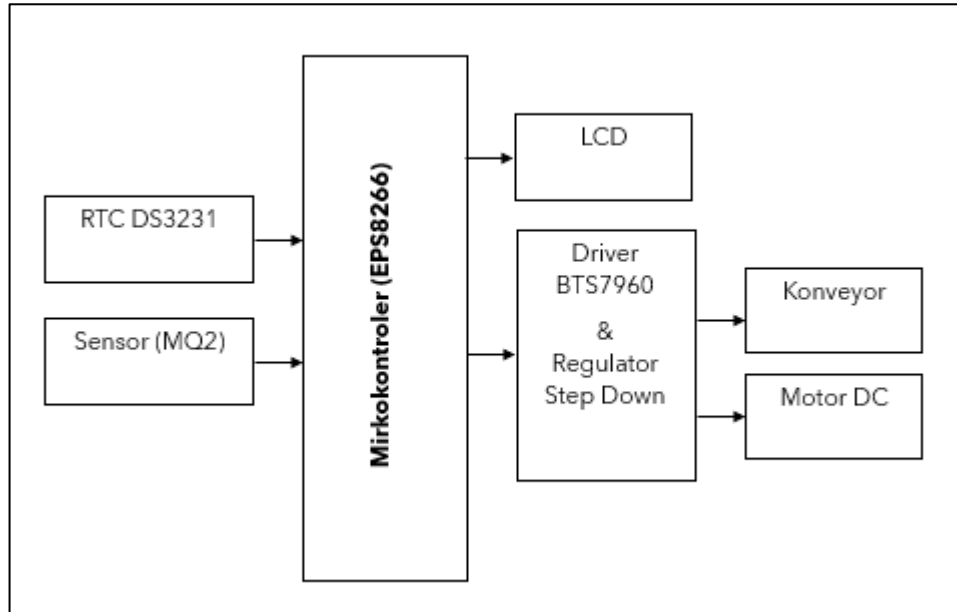 RTC DS3231
Sensor (MQ2)
Mirkokontroler (EPS8266)
LCD
Driver
BTS7960
&
Regulator
Step Down
Konveyor
Motor DC